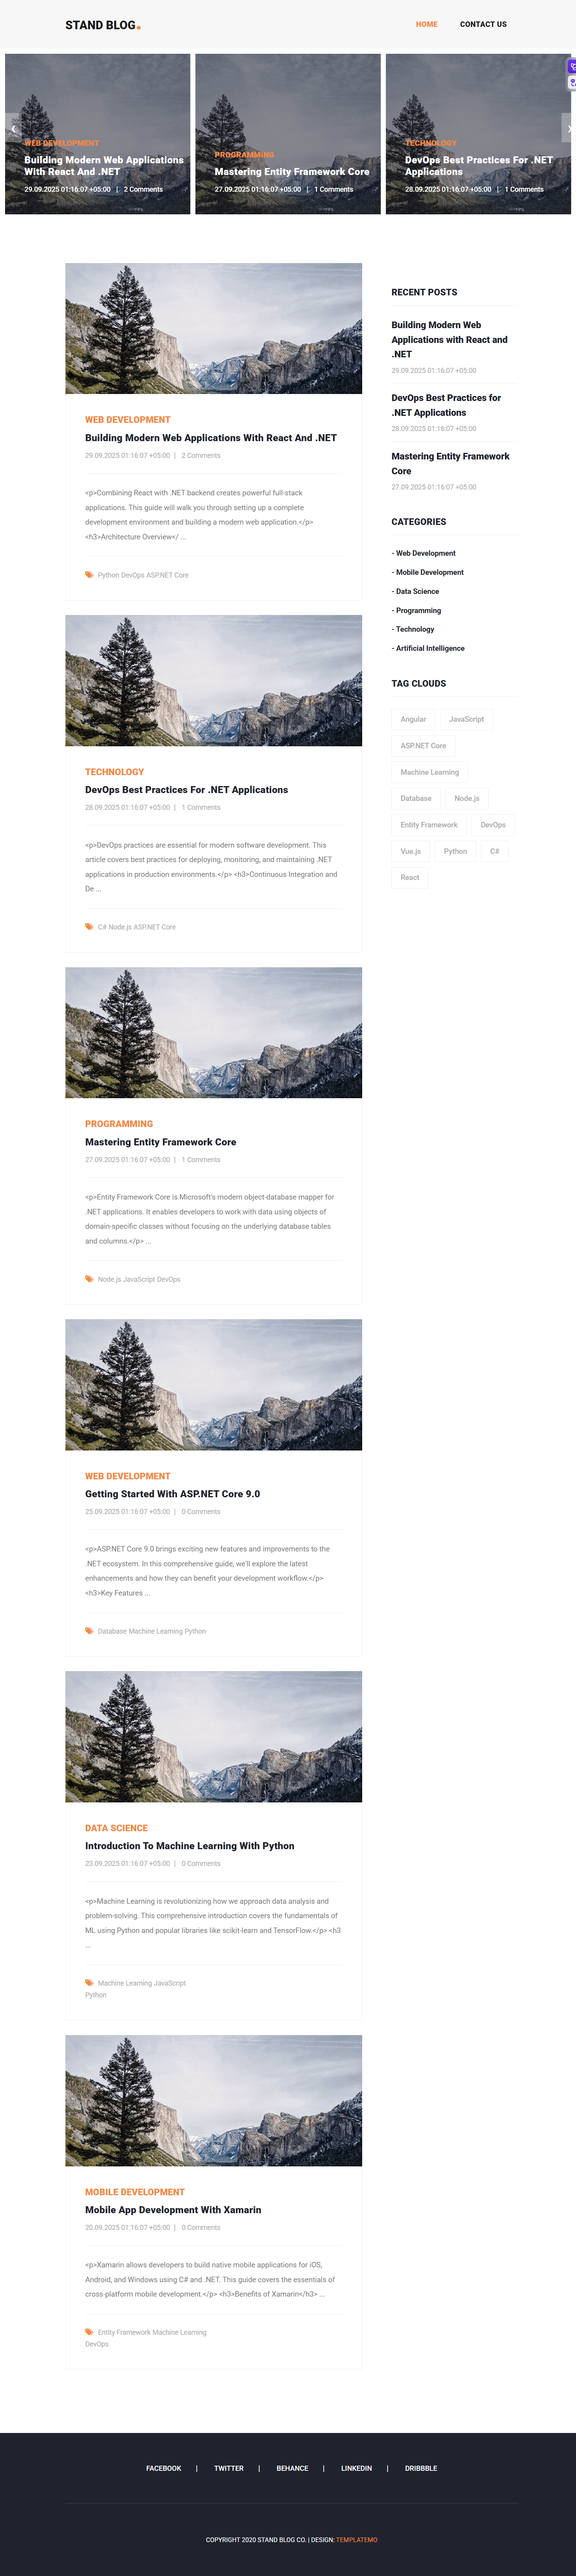 STAND BLOG.
HOME
CONTACT US
WEB DEVELOPMENT
Building Modern Web Applications
With React And .NET
29.09.2025 01:16:07 +05:00 | 2 Comments
PROGRAMMING
Mastering Entity Framework Core
27.09.2025 01:16:07 +05:00 | 1 Comments
TECHNOLOGY
DevOps Best Practices For .NET
Applications
28.09.2025 01:16:07 +05:00 | 1 Comments
WEB DEVELOPMENT
Building Modern Web Applications With React And .NET
29.09.2025 01:16:07 +05:00 | 2 Comments
<p>Combining React with .NET backend creates powerful full-stack
applications. This guide will walk you through setting up a complete
development environment and building a modern web application.</p>
<h3>Architecture Overview</ ...
Python DevOps ASP.NET Core
TECHNOLOGY
DevOps Best Practices For .NET Applications
28.09.2025 01:16:07 +05:00 | 1 Comments
<p>DevOps practices are essential for modern software development. This
article covers best practices for deploying, monitoring, and maintaining .NET
applications in production environments.</p> <h3>Continuous Integration and
De ...
C# Node.js ASP.NET Core
PROGRAMMING
Mastering Entity Framework Core
27.09.2025 01:16:07 +05:00 | 1 Comments
<p>Entity Framework Core is Microsoft's modern object-database mapper for
.NET applications. It enables developers to work with data using objects of
domain-specific classes without focusing on the underlying database tables
and columns.</p> ...
Node.js JavaScript DevOps
WEB DEVELOPMENT
Getting Started With ASP.NET Core 9.0
25.09.2025 01:16:07 +05:00 | 0 Comments
<p>ASP.NET Core 9.0 brings exciting new features and improvements to the
.NET ecosystem. In this comprehensive guide, we'll explore the latest
enhancements and how they can benefit your development workflow.</p>
<h3>Key Features ...
Database Machine Learning Python
DATA SCIENCE
Introduction To Machine Learning With Python
23.09.2025 01:16:07 +05:00 | 0 Comments
<p>Machine Learning is revolutionizing how we approach data analysis and
problem-solving. This comprehensive introduction covers the fundamentals of
ML using Python and popular libraries like scikit-learn and TensorFlow.</p> <h3
...
Machine Learning JavaScript
Python
MOBILE DEVELOPMENT
Mobile App Development With Xamarin
20.09.2025 01:16:07 +05:00 | 0 Comments
<p>Xamarin allows developers to build native mobile applications for iOS,
Android, and Windows using C# and .NET. This guide covers the essentials of
cross-platform mobile development.</p> <h3>Benefits of Xamarin</h3> ...
Entity Framework Machine Learning
DevOps
RECENT POSTS
Building Modern Web
Applications with React and
.NET
29.09.2025 01:16:07 +05:00
DevOps Best Practices for
.NET Applications
28.09.2025 01:16:07 +05:00
Mastering Entity Framework
Core
27.09.2025 01:16:07 +05:00
CATEGORIES
- Web Development
- Mobile Development
- Data Science
- Programming
- Technology
- Artificial Intelligence
TAG CLOUDS
Angular
JavaScript
ASP.NET Core
Machine Learning
Database
Node.js
Entity Framework
DevOps
Vue.js
Python
C#
React
FACEBOOK | TWITTER | BEHANCE | LINKEDIN | DRIBBBLE
COPYRIGHT 2020 STAND BLOG CO. | DESIGN: TEMPLATEMO